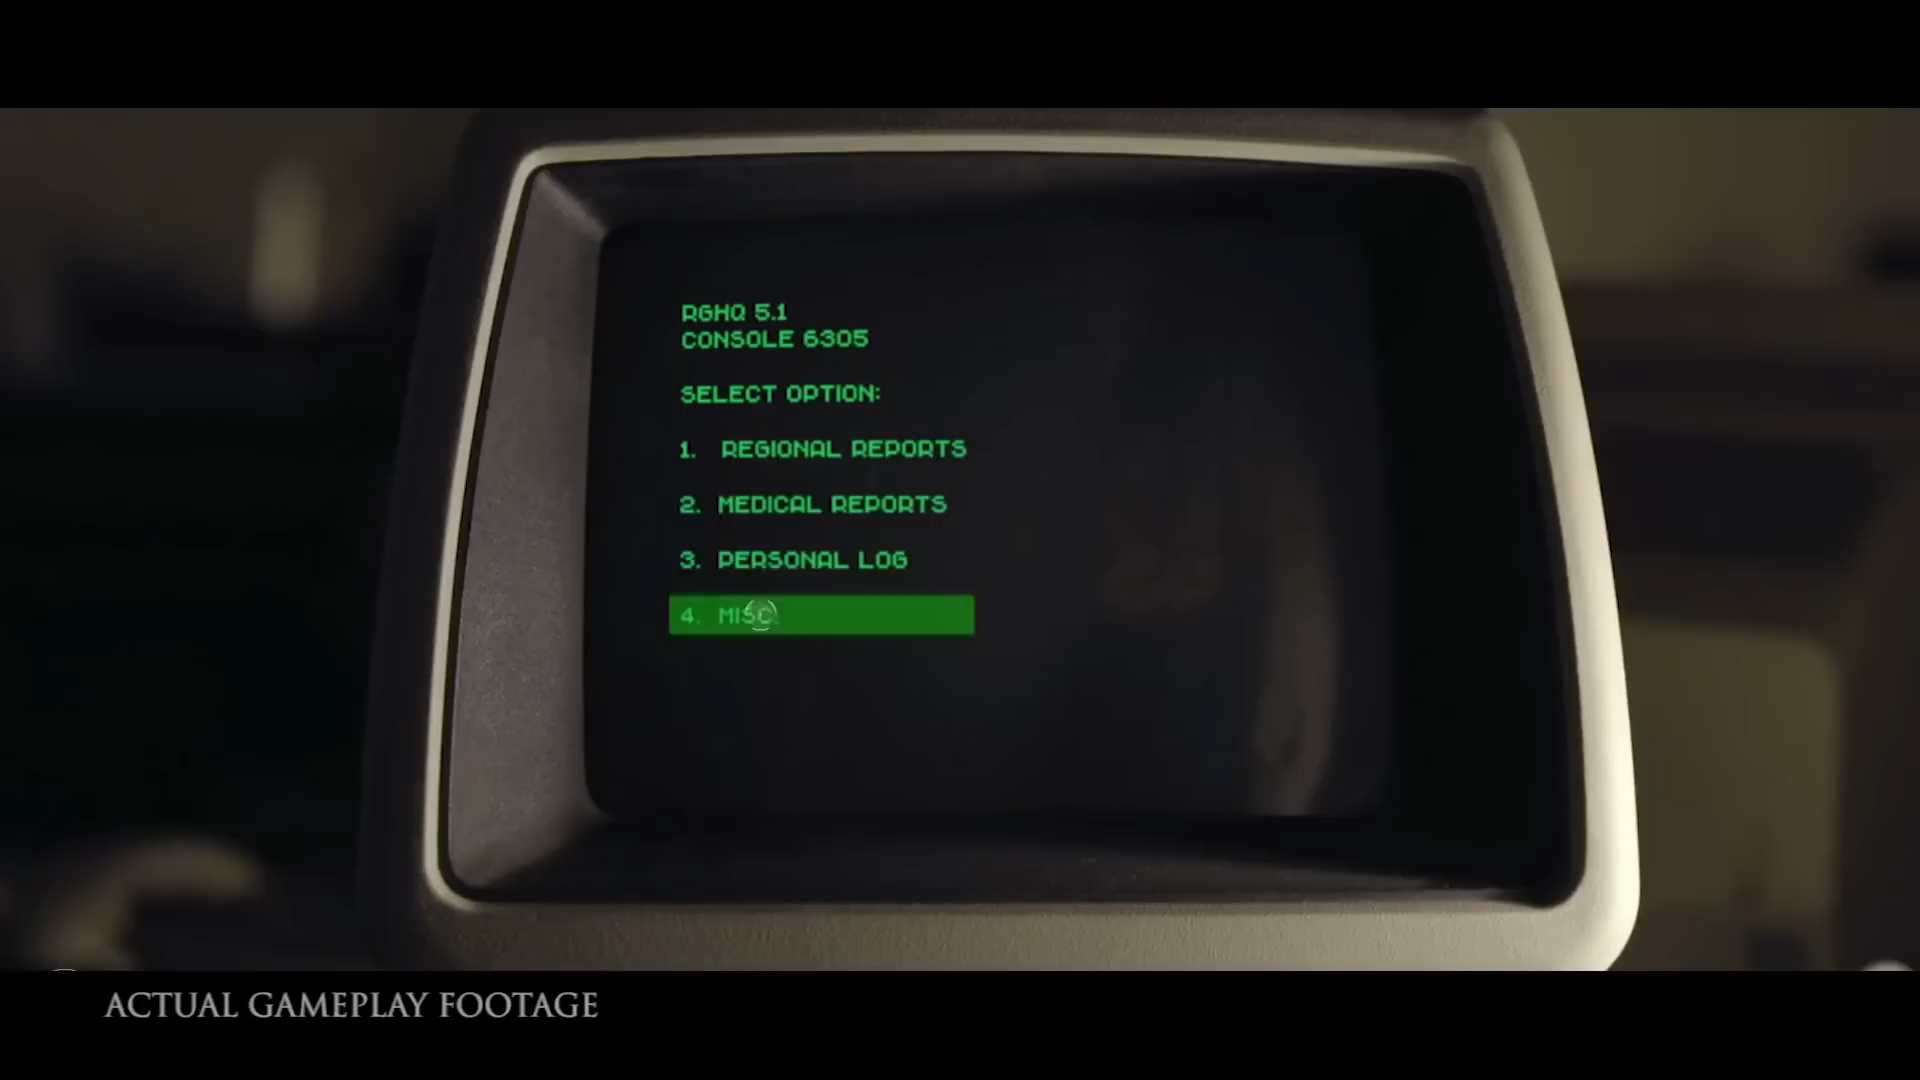 RGHQ 5.1
CONSOLE 6305
SELECT OPTION:
1. REGIONAL REPORTS
2. MEDICAL REPORTS
3. PERSONAL LOG
4. MISC.
ACTUAL GAMEPLAY FOOTAGE